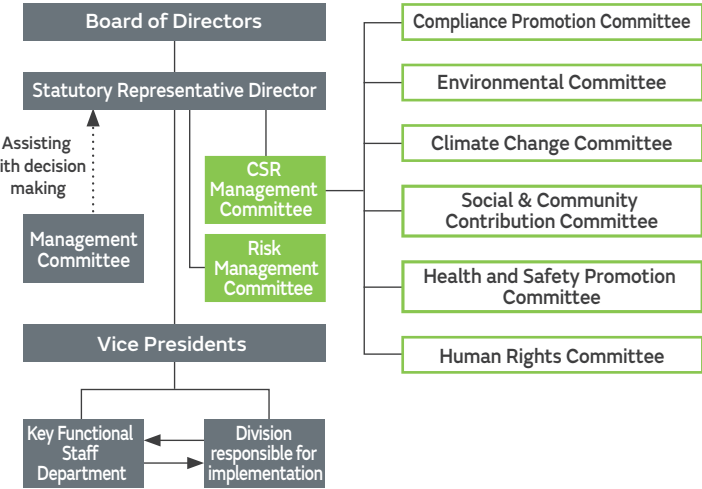 Board of Directors
Statutory Representative Director
Assisting
ith decision
making
Management
Committee
CSR
Management
Committee
Risk
Management
Committee
Vice Presidents
Key Functional
Staff
Department
Division
responsible for
implementation
Compliance Promotion Committee
Environmental Committee
Climate Change Committee
Social & Community
Contribution Committee
Health and Safety Promotion
Committee
Human Rights Committee